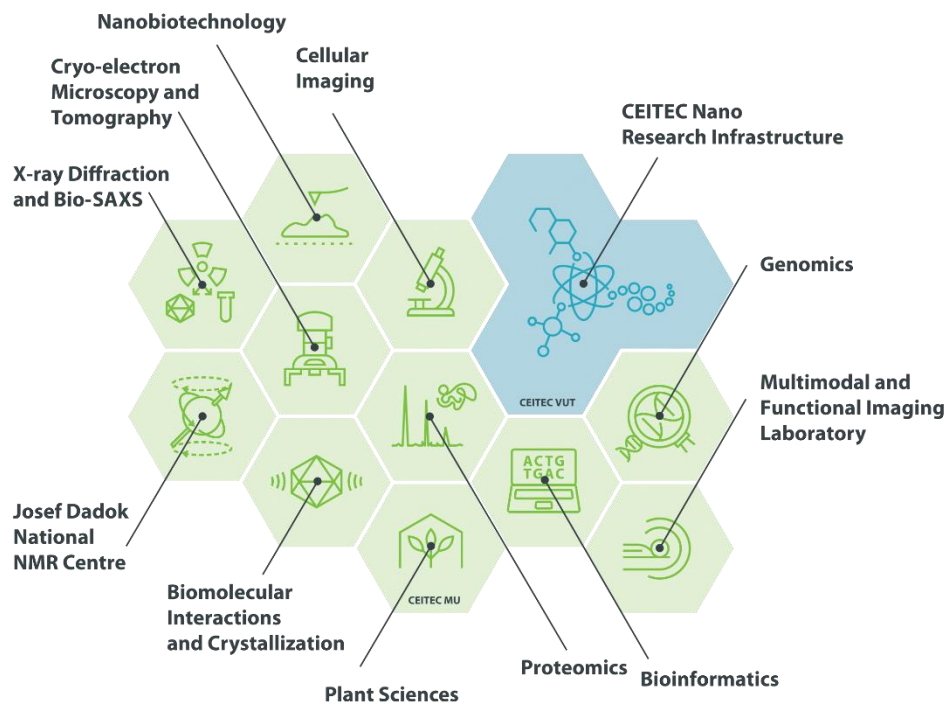 Nanobiotechnology
Cryo-electron
Microscopy and
Tomography
Cellular
Imaging
CEITEC Nano
Research Infrastructure
X-ray Diffraction
and Bio-SAXS
Genomics
CEITEC VUT
Multimodal and
Functional Imaging
Laboratory
ACTG
TGAC
Josef Dadok
National
NMR Centre
Biomolecular
Interactions
and Crystallization
CEITEC MU
Proteomics
Bioinformatics
Plant Sciences